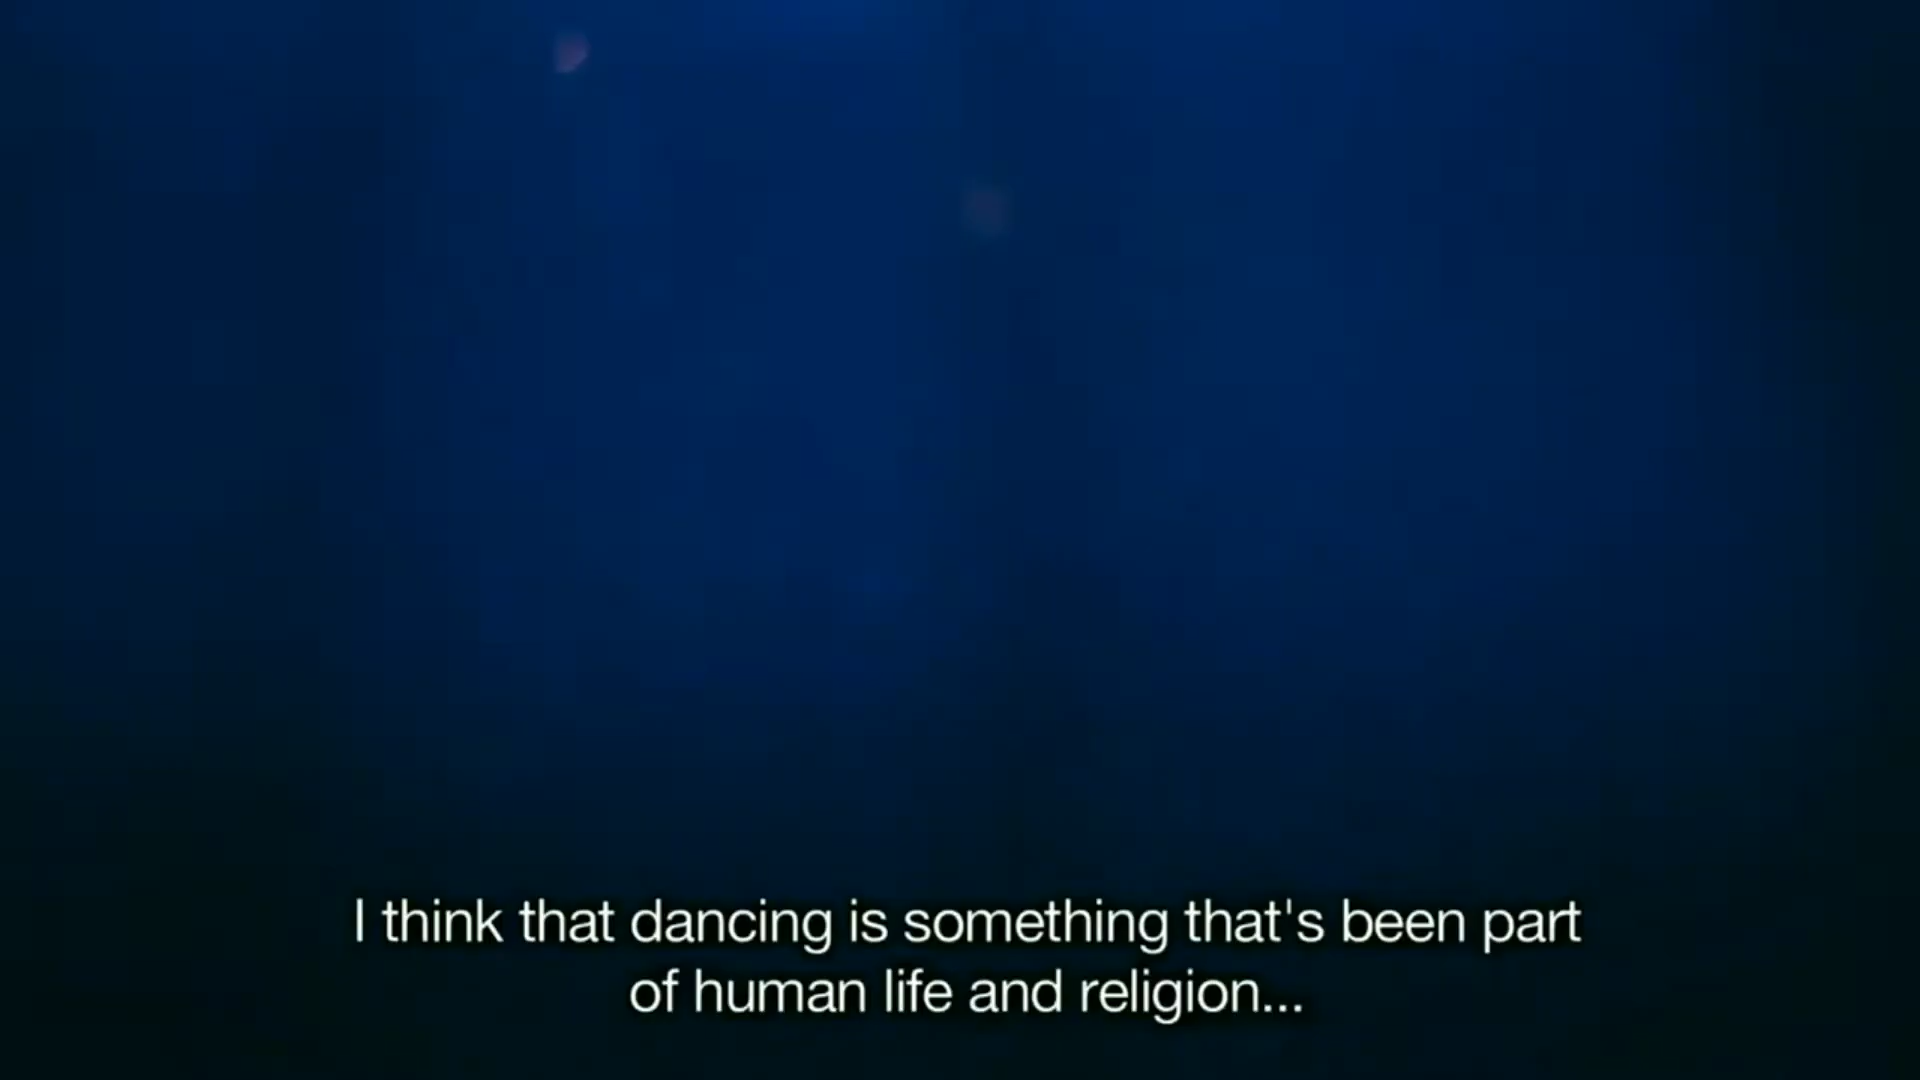 I think that dancing is something that's been part
of human life and religion...